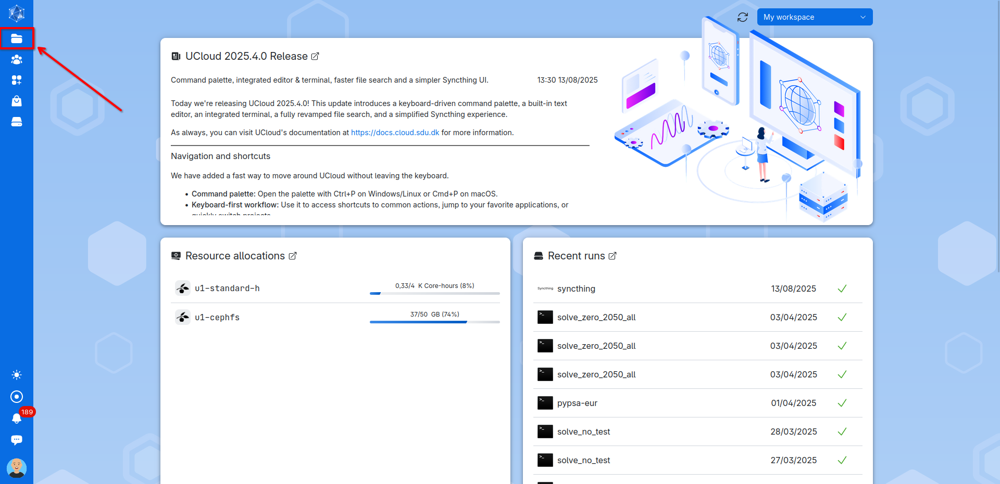 My workspace
UCloud 2025.4.0 Release
Command palette, integrated editor & terminal, faster file search and a simpler Syncthing UI.
13:30 13/08/2025
Today we're releasing UCloud 2025.4.0! This update introduces a keyboard-driven command palette, a built-in text
editor, an integrated terminal, a fully revamped file search, and a simplified Syncthing experience.
As always, you can visit UCloud's documentation at https://docs.cloud.sdu.dk for more information.
Navigation and shortcuts
We have added a fast way to move around UCloud without leaving the keyboard.
• Command palette: Open the palette with Ctrl+P on Windows/Linux or Cmd+P on macOS.
• Keyboard-first workflow: Use it to access shortcuts to common actions, jump to your favorite applications, or
quickly switch projects.
Resource allocations
u1-standard-h
0,33/4 K Core-hours (8%)
u1-cephfs
37/50 GB (74%)
Recent runs
Syncthing syncthing 13/08/2025
>_ solve_zero_2050_all 03/04/2025
>_ solve_zero_2050_all 03/04/2025
>_ solve_zero_2050_all 03/04/2025
>_ pypsa-eur 01/04/2025
>_ solve_no_test 28/03/2025
>_ solve_no_test 27/03/2025
189